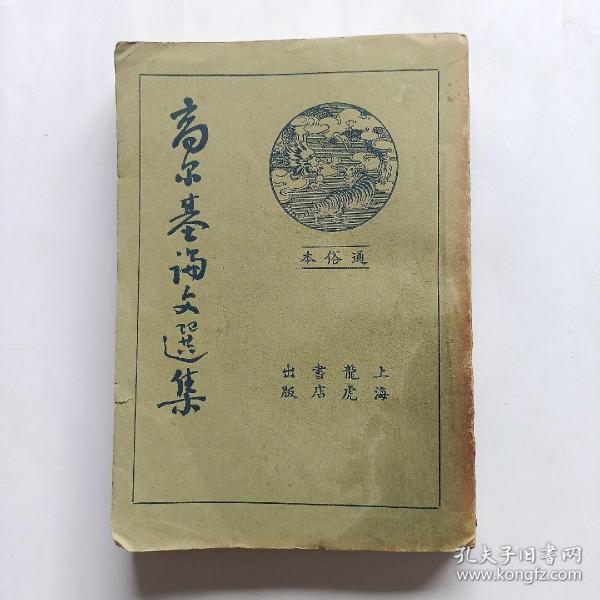 高尔基論文選集
通俗本
上海
龍虎
書店
出版
孔夫子旧書网
www.kongfz.com